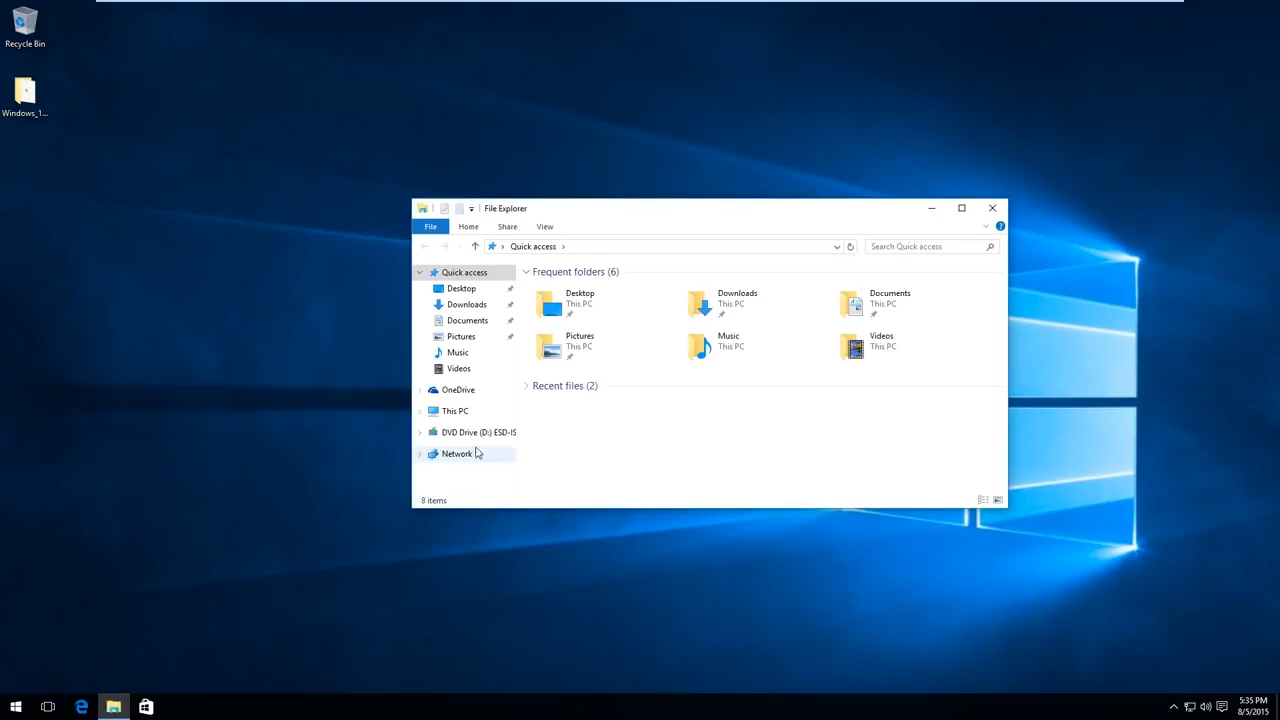 Recycle Bin
Windows_1...
File Explorer
File Home Share View
Quick access
Search Quick access
Quick access
Desktop
Downloads
Documents
Pictures
Music
Videos
OneDrive
This PC
DVD Drive (D:) ESD-IS
Network
Frequent folders (6)
Desktop
This PC
Downloads
This PC
Documents
This PC
Pictures
This PC
Music
This PC
Videos
This PC
Recent files (2)
8 items
5:35 PM
8/5/2015